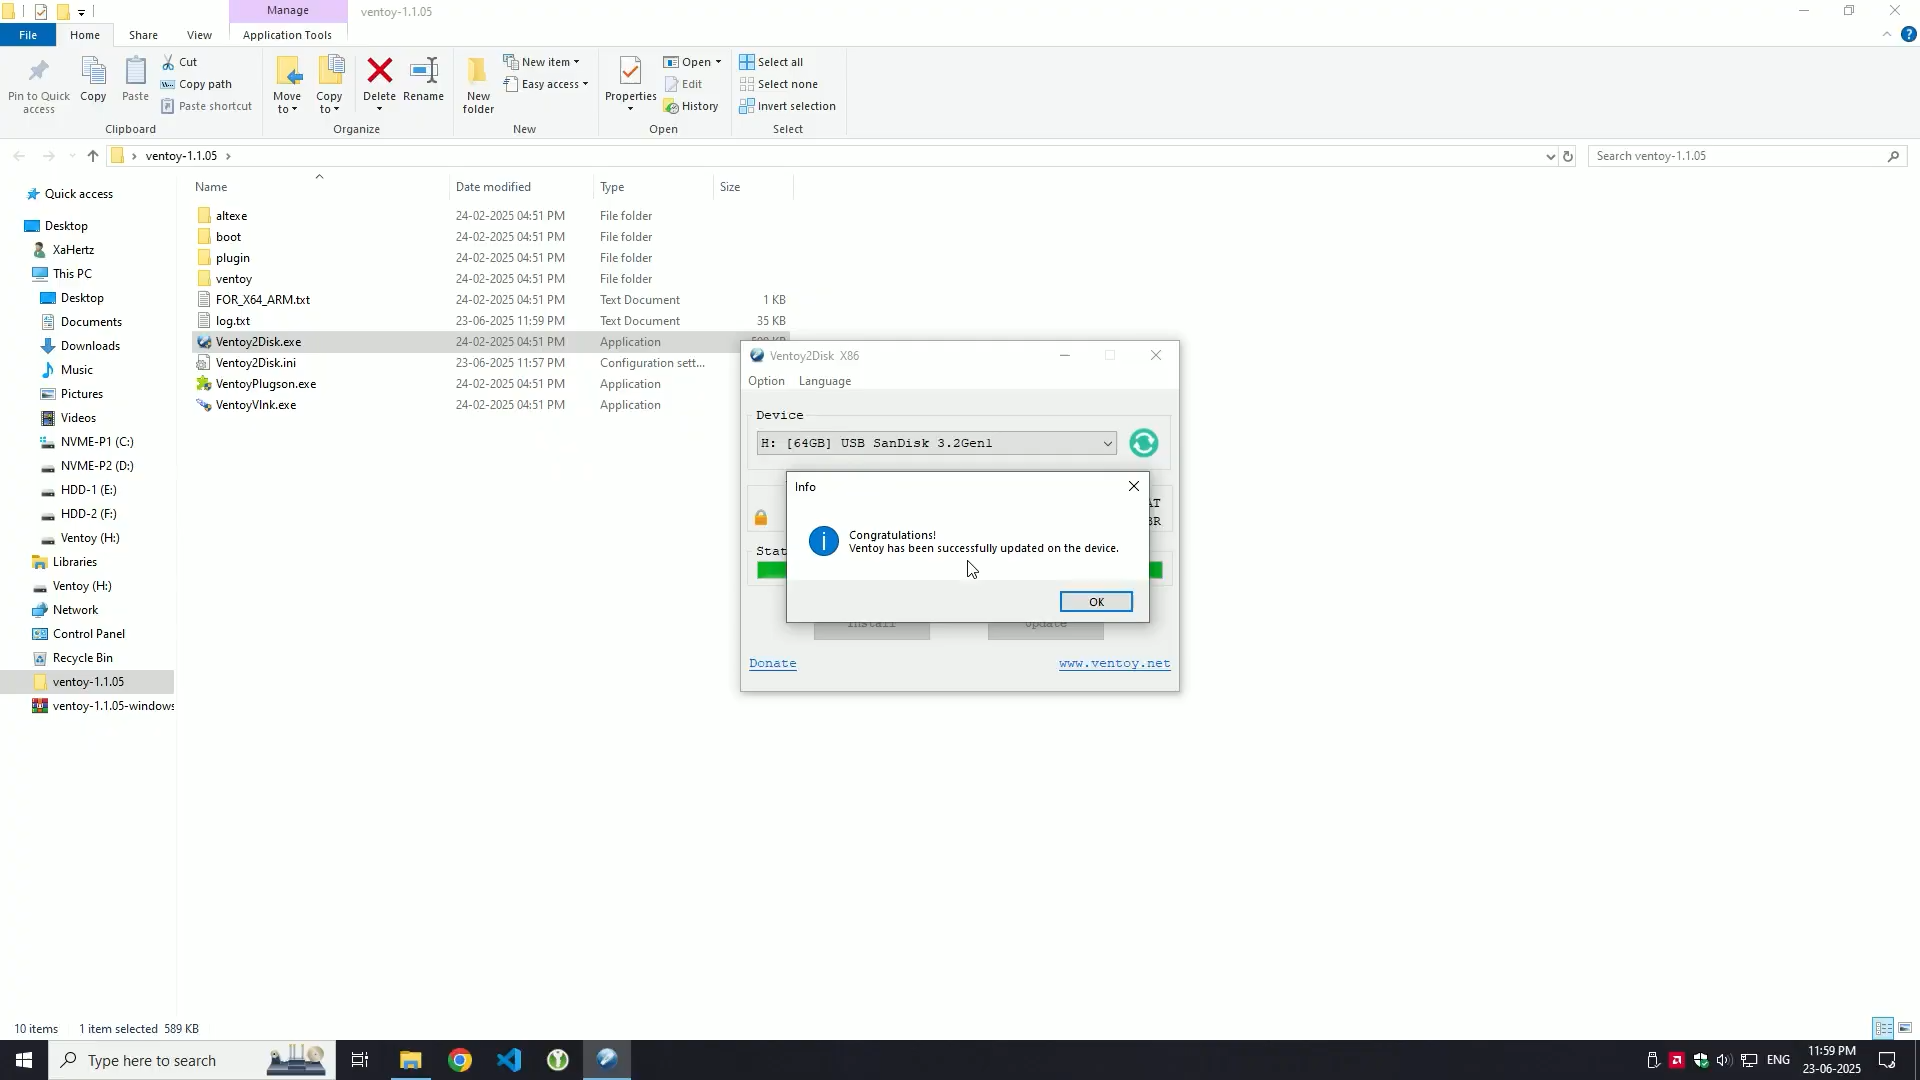 Manage
ventoy-1.1.05
File
Home
Share
View
Application Tools
Pin to Quick
access
Copy
Paste
Cut
Copy path
Paste shortcut
Clipboard
Move
to
Copy
to
Delete
Rename
Organize
New
folder
New item
Easy access
New
Properties
Open
Edit
History
Open
Select all
Select none
Invert selection
Select
ventoy-1.1.05
Search ventoy-1.1.05
Quick access
Desktop
XaHertz
This PC
Desktop
Documents
Downloads
Music
Pictures
Videos
NVME-P1 (C:)
NVME-P2 (D:)
HDD-1 (E:)
HDD-2 (F:)
Ventoy (H:)
Libraries
Ventoy (H:)
Network
Control Panel
Recycle Bin
ventoy-1.1.05
ventoy-1.1.05-windows
Name Date modified Type Size
altexe 24-02-2025 04:51 PM File folder
boot 24-02-2025 04:51 PM File folder
plugin 24-02-2025 04:51 PM File folder
ventoy 24-02-2025 04:51 PM File folder
FOR_X64_ARM.txt 24-02-2025 04:51 PM Text Document 1 KB
log.txt 23-06-2025 11:59 PM Text Document 35 KB
Ventoy2Disk.exe 24-02-2025 04:51 PM Application
Ventoy2Disk.ini 23-06-2025 11:57 PM Configuration sett...
VentoyPlugson.exe 24-02-2025 04:51 PM Application
VentoyVlnk.exe 24-02-2025 04:51 PM Application
Ventoy2Disk X86
Option Language
Device
H: [64GB] USB SanDisk 3.2Gen1
Info
Congratulations!
Ventoy has been successfully updated on the device.
OK
Stat
Install
Update
Donate
www.ventoy.net
10 items 1 item selected 589 KB
Type here to search
ENG
11:59 PM
23-06-2025